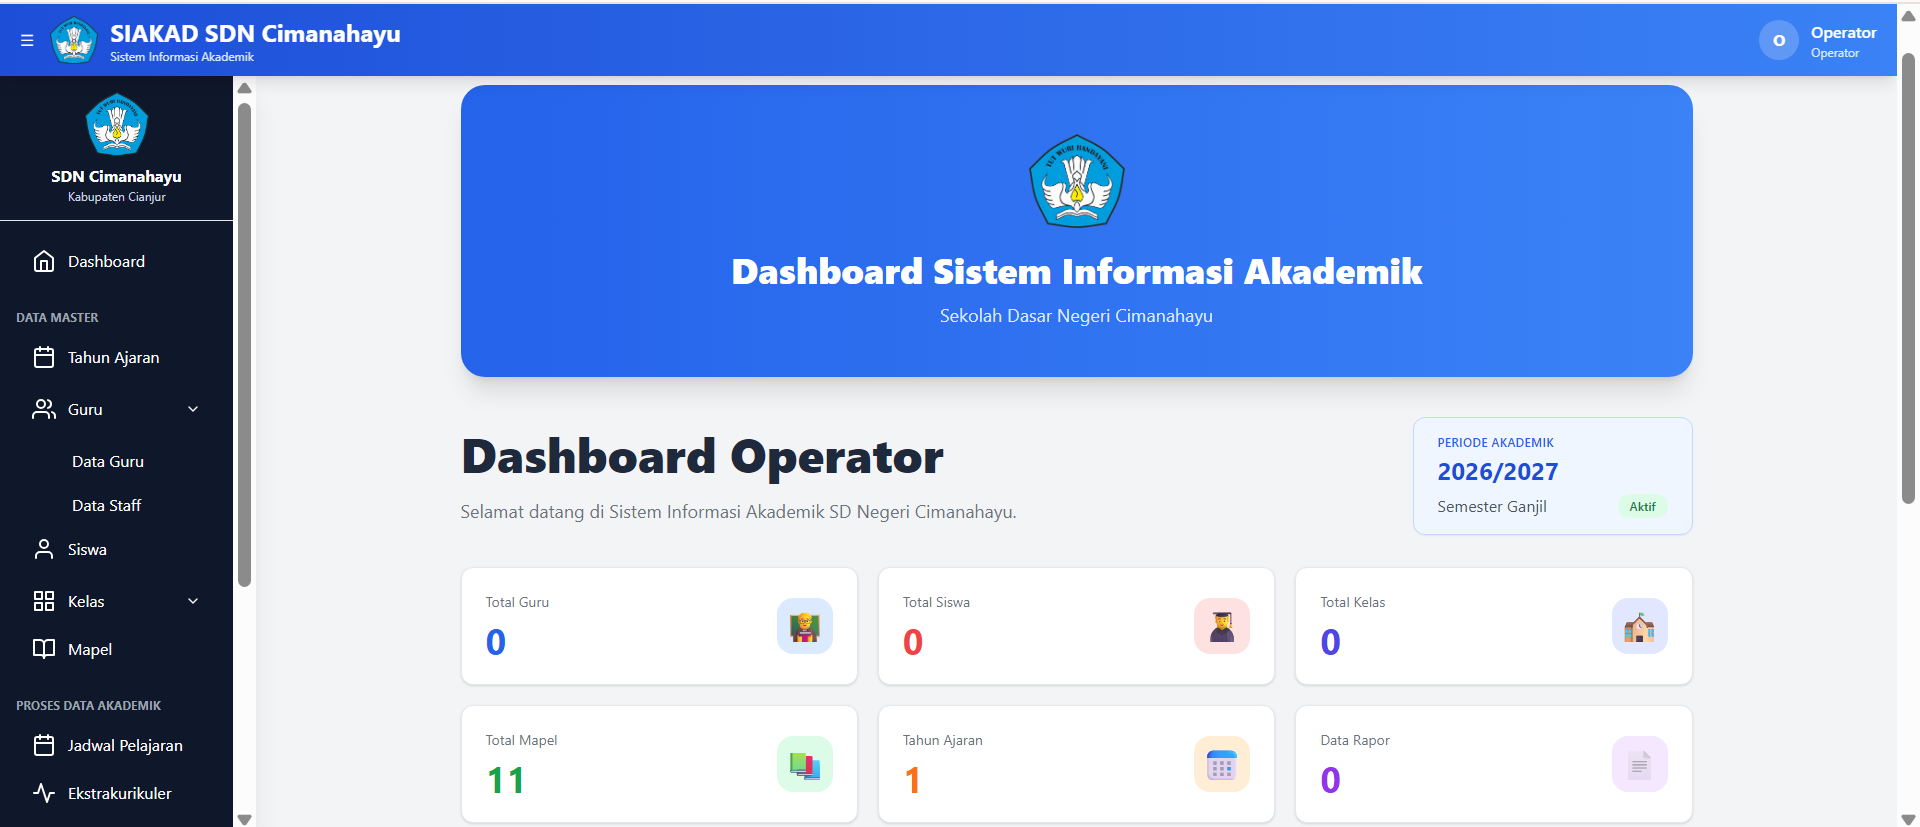 SIAKAD SDN Cimanahayu
Sistem Informasi Akademik
O
Operator
Operator
SDN Cimanahayu
Kabupaten Cianjur
Dashboard
DATA MASTER
Tahun Ajaran
Guru
Data Guru
Data Staff
Siswa
Kelas
Mapel
PROSES DATA AKADEMIK
Jadwal Pelajaran
Ekstrakurikuler
TUT WURI HANDAYANI
Dashboard Sistem Informasi Akademik
Sekolah Dasar Negeri Cimanahayu
Dashboard Operator
Selamat datang di Sistem Informasi Akademik SD Negeri Cimanahayu.
PERIODE AKADEMIK
2026/2027
Semester Ganjil
Aktif
Total Guru
0
Total Siswa
0
Total Kelas
0
Total Mapel
11
Tahun Ajaran
1
Data Rapor
0